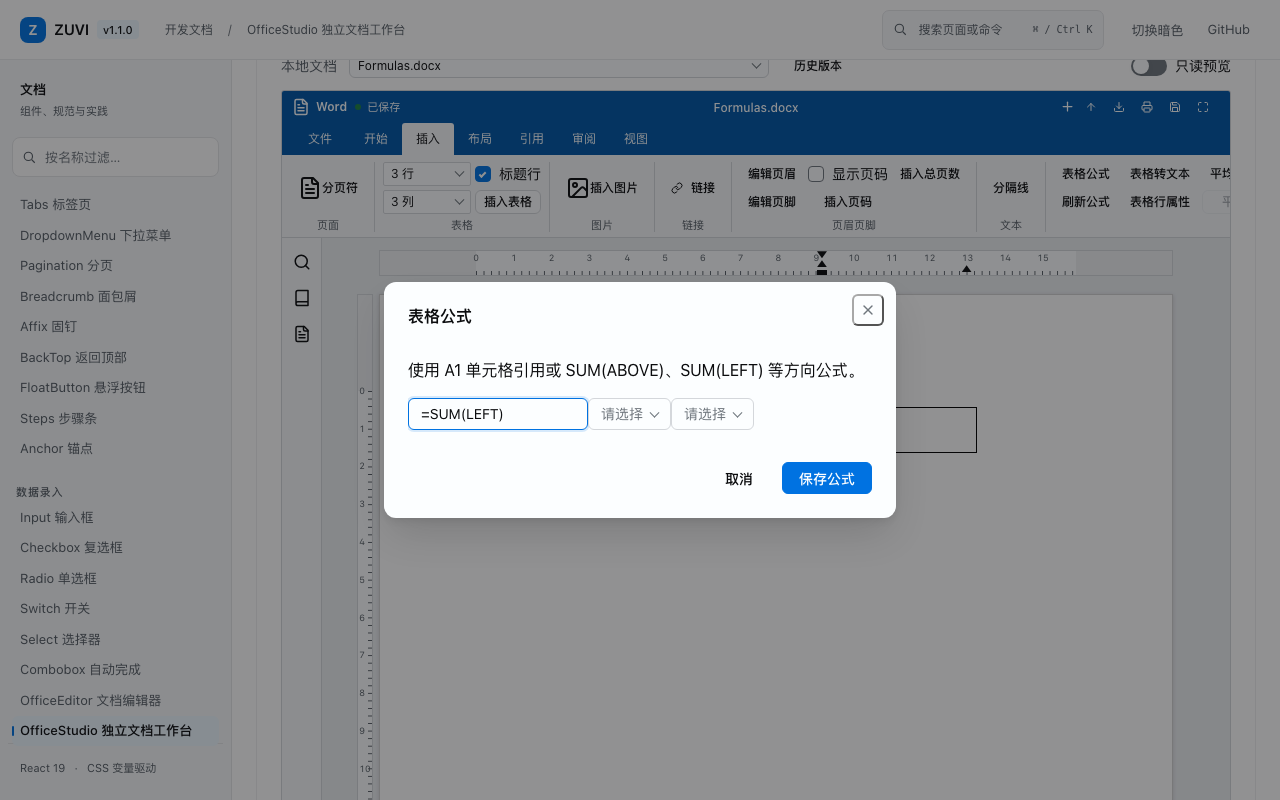 Z ZUVI v1.1.0 开发文档 / OfficeStudio 独立文档工作台 搜索页面或命令 ⌘ / Ctrl K 切换暗色 GitHub
文档
组件、规范与实践
按名称过滤...
Tabs 标签页
DropdownMenu 下拉菜单
Pagination 分页
Breadcrumb 面包屑
Affix 固钉
BackTop 返回顶部
FloatButton 悬浮按钮
Steps 步骤条
Anchor 锚点
数据录入
Input 输入框
Checkbox 复选框
Radio 单选框
Switch 开关
Select 选择器
Combobox 自动完成
OfficeEditor 文档编辑器
OfficeStudio 独立文档工作台
React 19 · CSS 变量驱动
本地文档 Formulas.docx 历史版本 只读预览
Word 已保存 Formulas.docx
文件 开始 插入 布局 引用 审阅 视图
分页符
页面
3 行 标题行
3 列 插入表格
表格
插入图片
图片
链接
链接
编辑页眉 显示页码 插入总页数
编辑页脚 插入页码
页眉页脚
分隔线
文本
表格公式 表格转文本 平均
刷新公式 表格行属性 平
0 1 2 3 4 5 6 7 8 9 10 11 12 13 14 15
0
1
2
3
4
5
6
7
8
9
10
表格公式
使用 A1 单元格引用或 SUM(ABOVE)、SUM(LEFT) 等方向公式。
=SUM(LEFT) 请选择 请选择
取消 保存公式